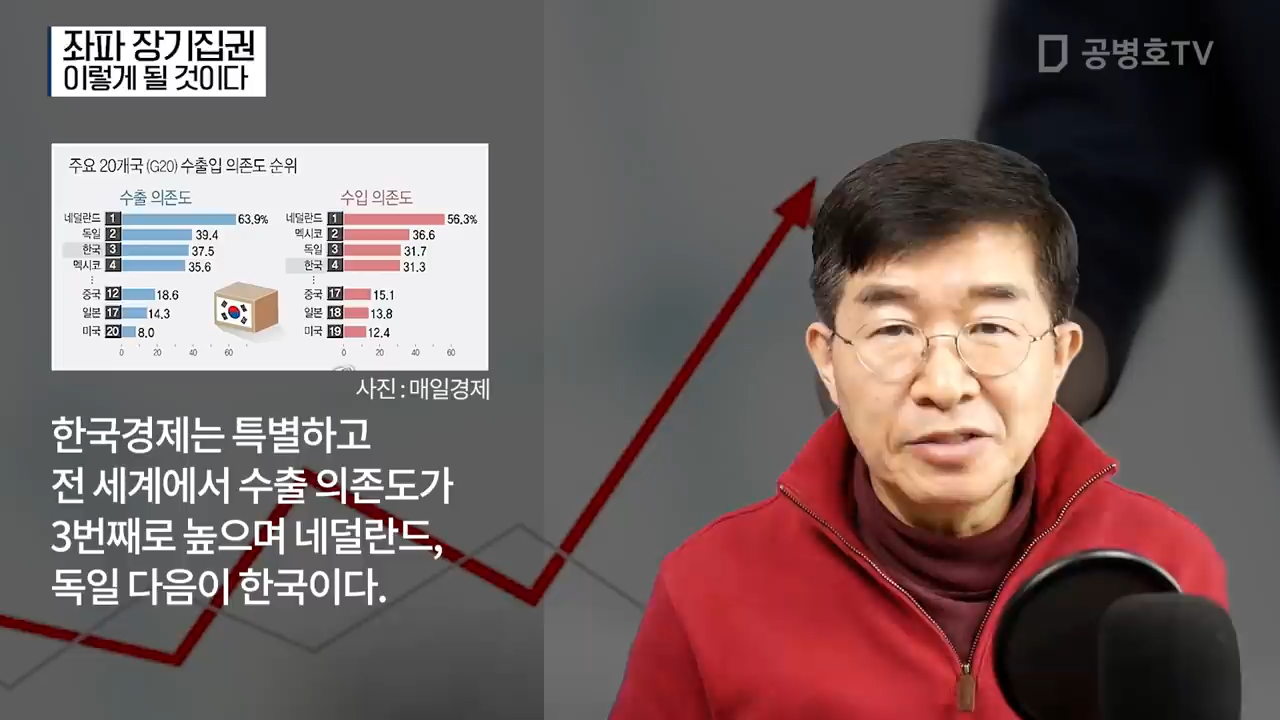 좌파 장기집권
이렇게 될 것이다
공병호TV
주요 20개국 (G20) 수출입 의존도 순위
수출 의존도
네덜란드 1 63.9%
독일 2 39.4
한국 3 37.5
멕시코 4 35.6
중국 12 18.6
일본 17 14.3
미국 20 8.0
0 20 40 60
수입 의존도
네덜란드 1 56.3%
멕시코 2 36.6
독일 3 31.7
한국 4 31.3
중국 17 15.1
일본 18 13.8
미국 19 12.4
0 20 40 60
사진 : 매일경제
한국경제는 특별하고
전 세계에서 수출 의존도가
3번째로 높으며 네덜란드,
독일 다음이 한국이다.